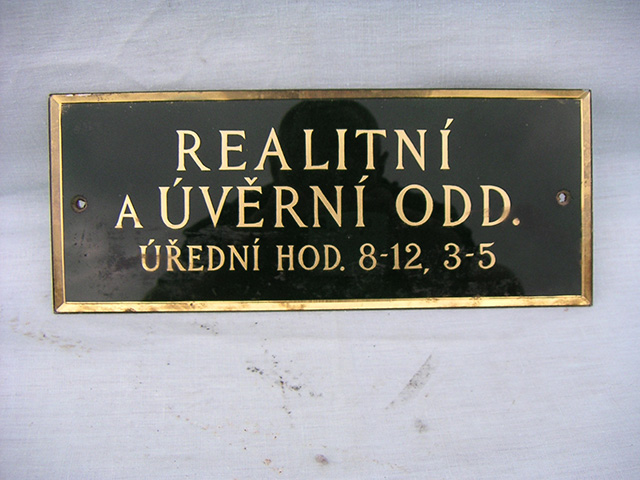 REALITNÍ
A ÚVĚRNÍ ODD.
ÚŘEDNÍ HOD. 8-12, 3-5